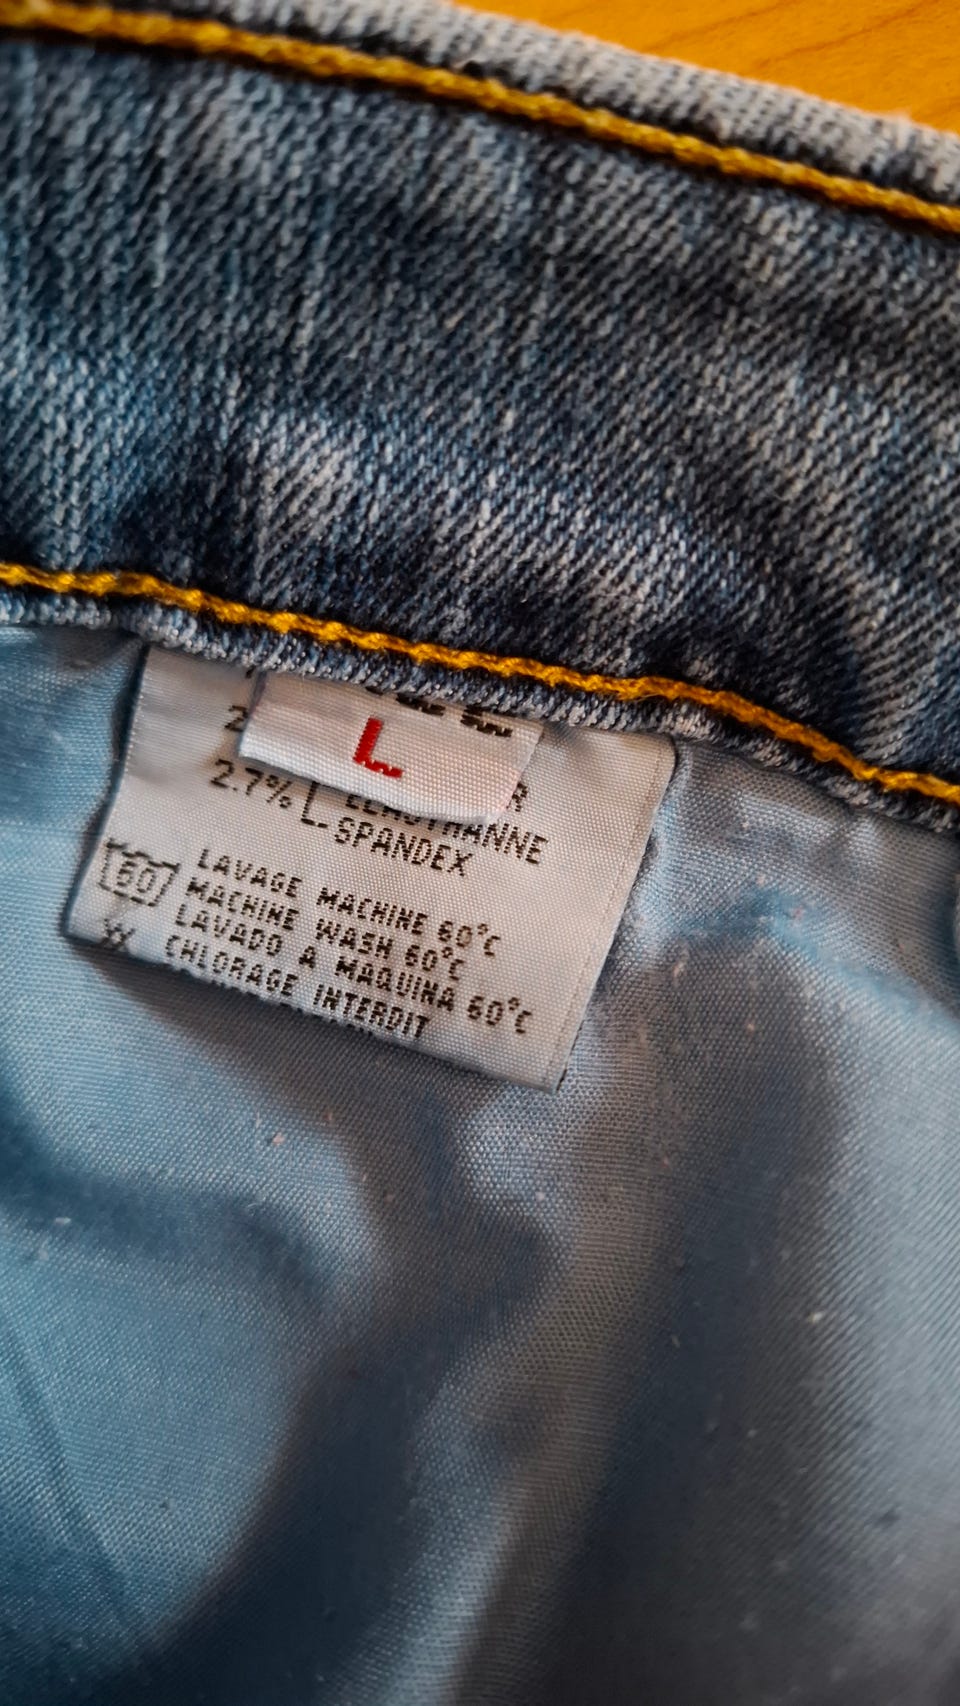 L
2.7%
SPANDEX
60
LAVAGE MACHINE 60°C
MACHINE WASH 60°C
LAVADO A MAQUINA 60°C
CHLORAGE INTERDIT